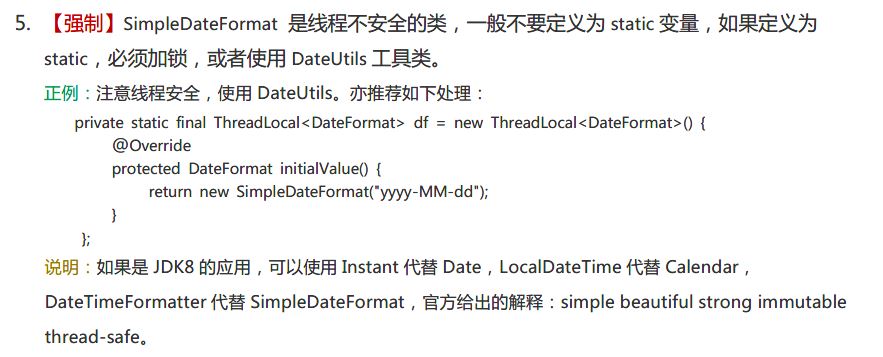 5. 【强制】SimpleDateFormat 是线程不安全的类，一般不要定义为 static 变量，如果定义为
static，必须加锁，或者使用 DateUtils 工具类。
正例：注意线程安全，使用 DateUtils。亦推荐如下处理：
private static final ThreadLocal<DateFormat> df = new ThreadLocal<DateFormat>() {
@Override
protected DateFormat initialValue() {
return new SimpleDateFormat("yyyy-MM-dd");
}
};
说明：如果是 JDK8 的应用，可以使用 Instant 代替 Date，LocalDateTime 代替 Calendar，
DateTimeFormatter 代替 SimpleDateFormat，官方给出的解释：simple beautiful strong immutable
thread-safe。